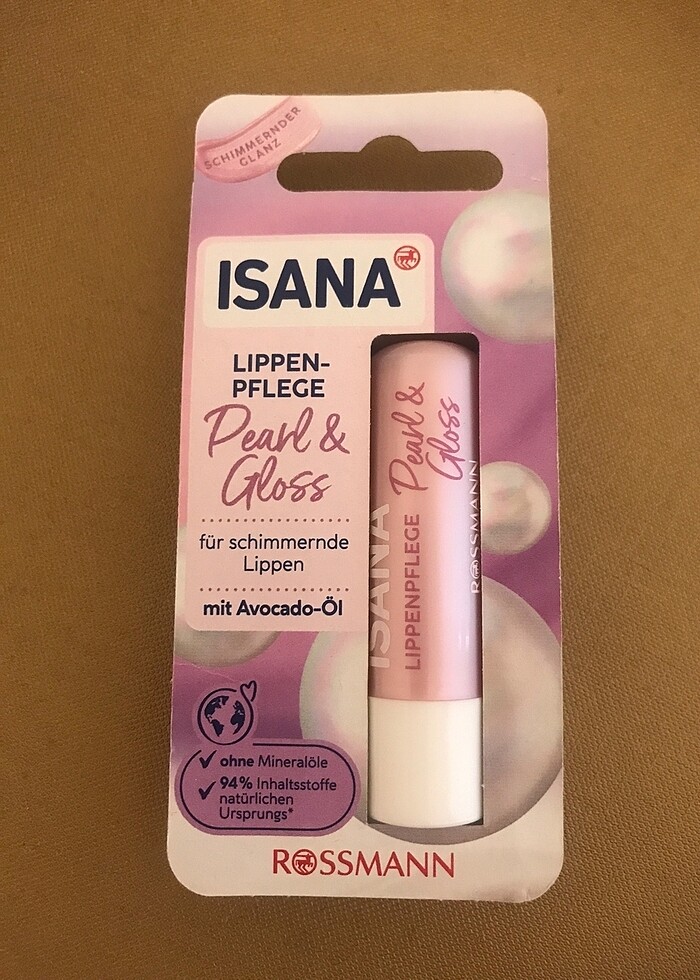 SCHIMMERNDER
GLANZ
ISANA
LIPPEN-
PFLEGE
Pearl &
Gloss
für schimmernde
Lippen
mit Avocado-Öl
ISANA
LIPPENPFLEGE
Pearl &
Gloss
ROSSMANN
ohne Mineralöle
94% Inhaltsstoffe
natürlichen
Ursprungs*
ROSSMANN